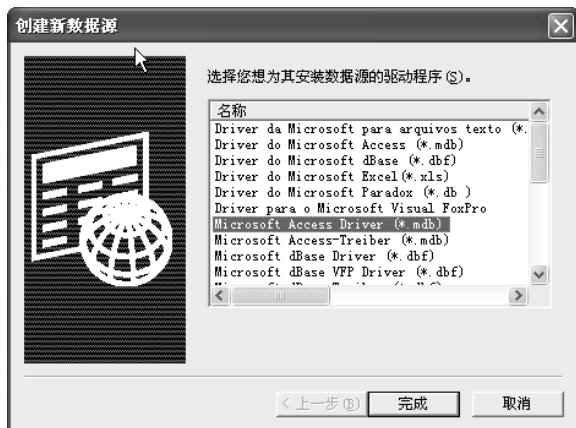 创建新数据源
选择您想为其安装数据源的驱动程序(S)。
名称
Driver da Microsoft para arquivos texto (*.
Driver do Microsoft Access (*.mdb)
Driver do Microsoft dBase (*.dbf)
Driver do Microsoft Excel(*.xls)
Driver do Microsoft Paradox (*.db )
Driver para o Microsoft Visual FoxPro
Microsoft Access Driver (*.mdb)
Microsoft Access-Treiber (*.mdb)
Microsoft dBase Driver (*.dbf)
Microsoft dBase VFP Driver (*.dbf)
< 上一步(B)
完成
取消